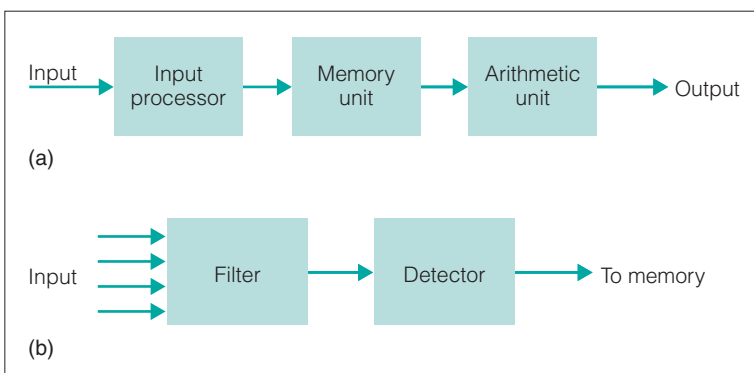 Input
Input
processor
Memory
unit
Arithmetic
unit
Output
(a)
Input
Filter
Detector
To memory
(b)